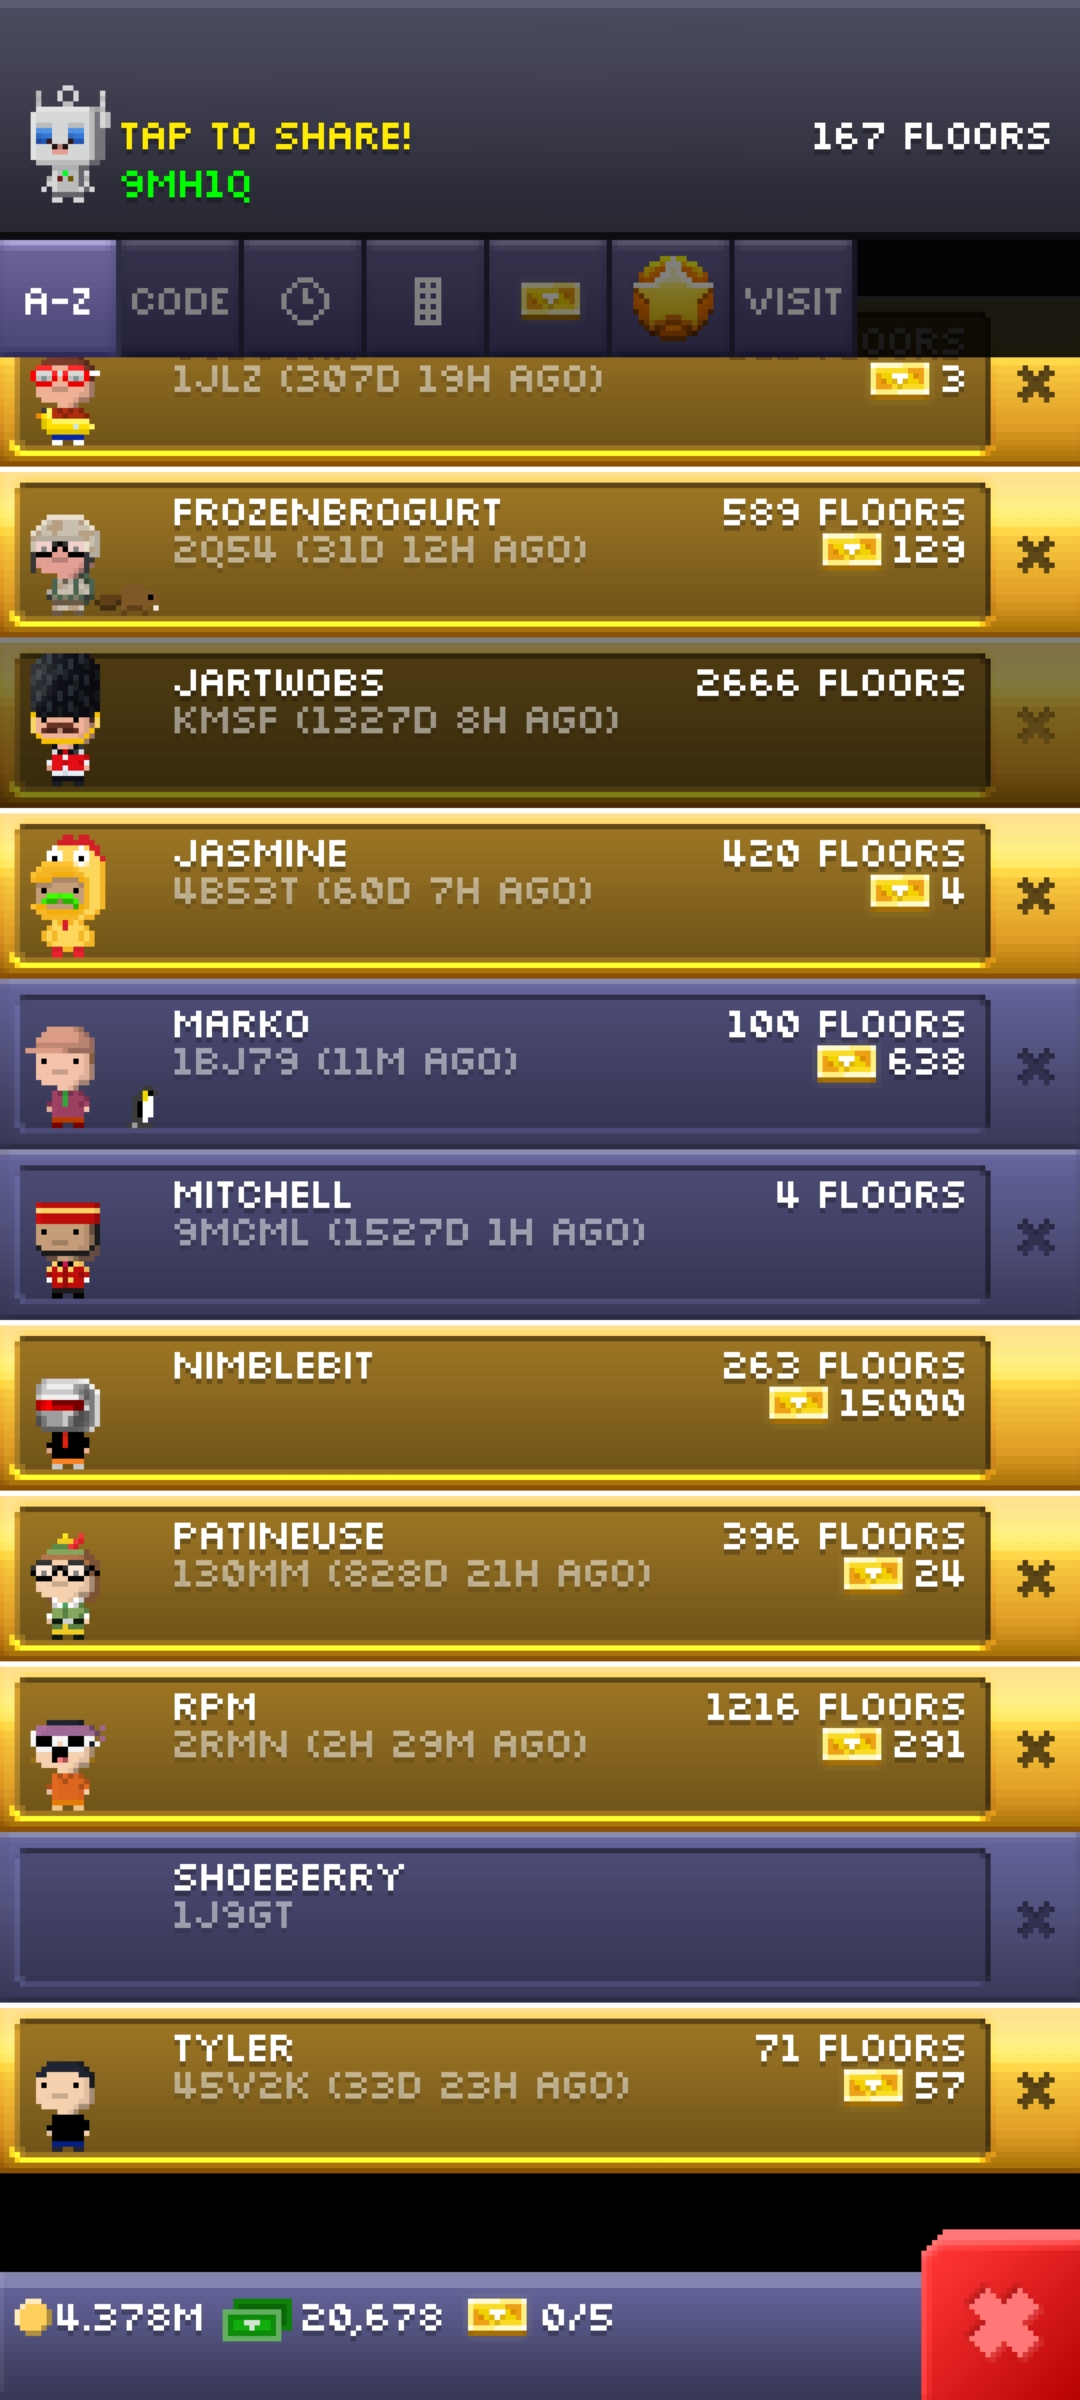 TAP TO SHARE!
167 FLOORS
9MH1Q
A-Z CODE VISIT
1JLZ (307D 19H AGO)
3
FROZENBROGURT
589 FLOORS
2Q54 (31D 12H AGO)
129
JARTWOBS
2666 FLOORS
KMSF (1327D 8H AGO)
JASMINE
420 FLOORS
4B53T (60D 7H AGO)
4
MARKO
100 FLOORS
1BJ79 (11M AGO)
638
MITCHELL
4 FLOORS
9MCML (1527D 1H AGO)
NIMBLEBIT
263 FLOORS
15000
PATINEUSE
396 FLOORS
130MM (828D 21H AGO)
24
RPM
1216 FLOORS
2RMN (2H 29M AGO)
291
SHOEBERRY
1J9GT
TYLER
71 FLOORS
45V2K (33D 23H AGO)
57
4.378M 20,678 0/5